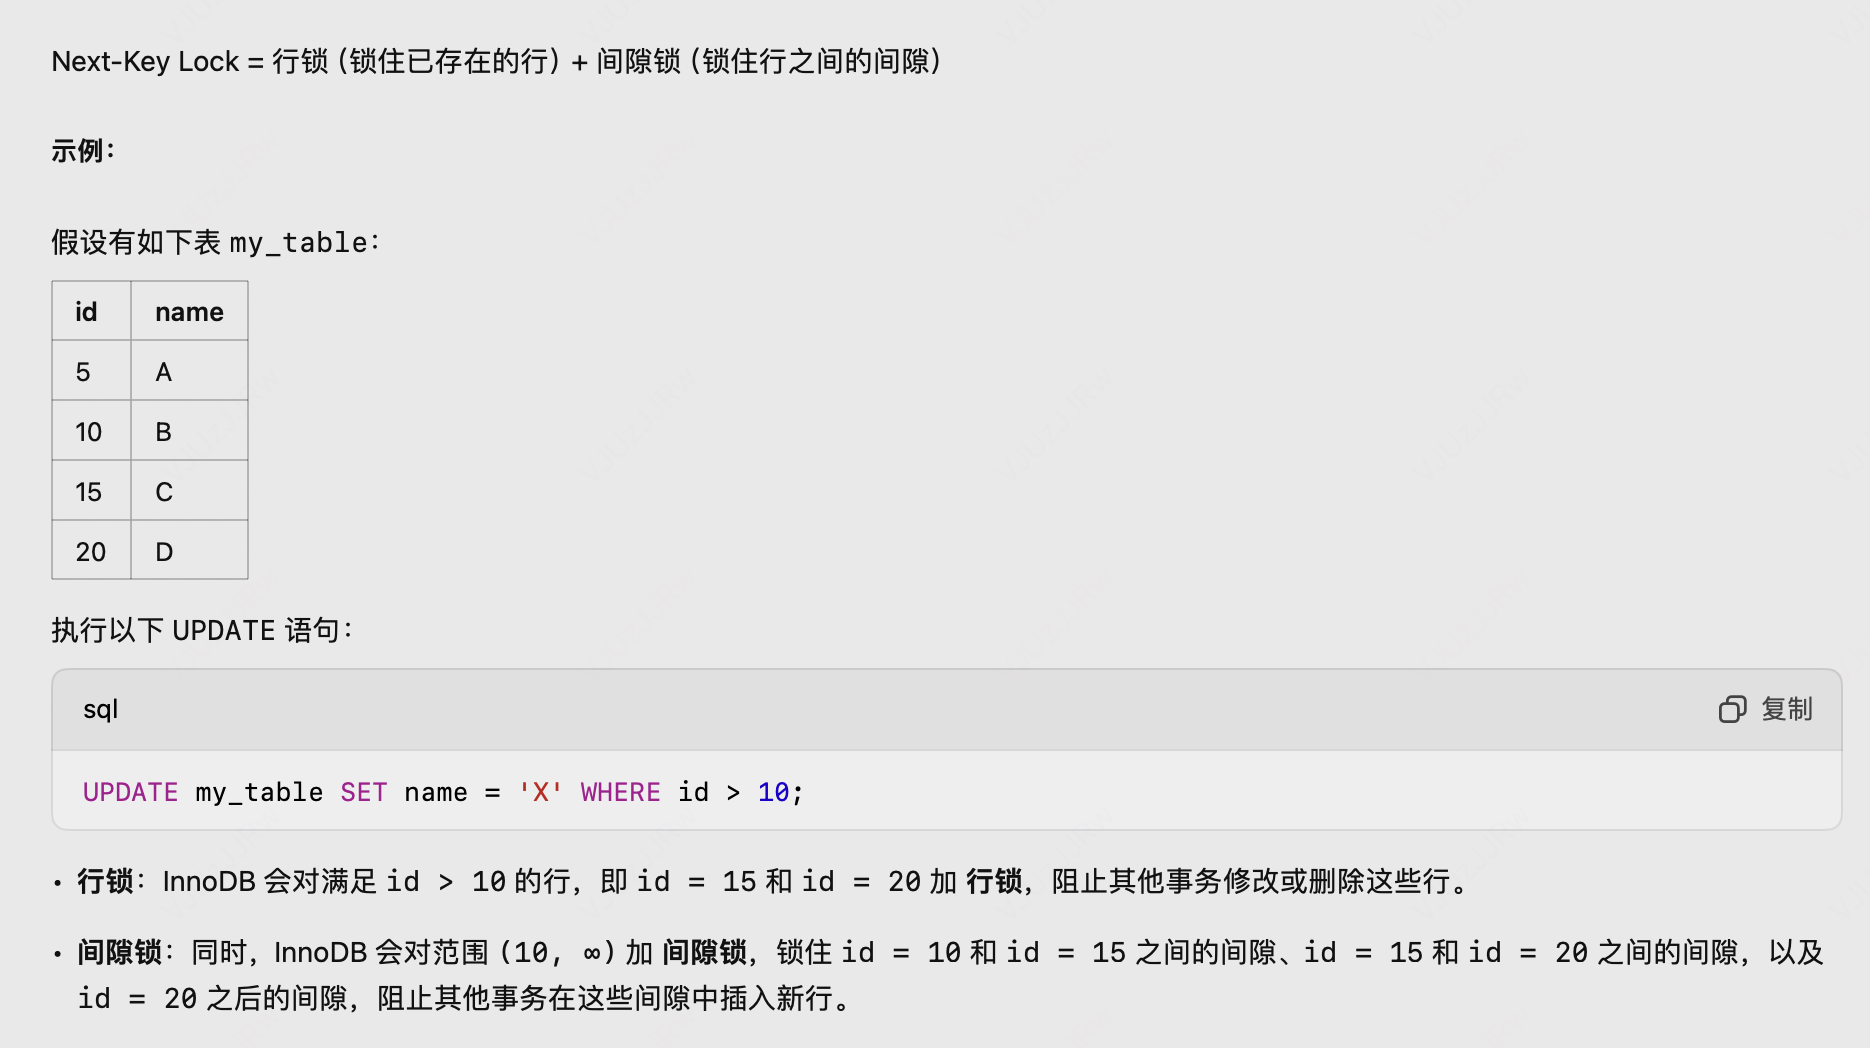 Next-Key Lock = 行锁（锁住已存在的行）+ 间隙锁（锁住行之间的间隙）
示例：
假设有如下表 my_table：
id name
5 A
10 B
15 C
20 D
执行以下 UPDATE 语句：
sql 复制
UPDATE my_table SET name = 'X' WHERE id > 10;
• 行锁：InnoDB 会对满足 id > 10 的行，即 id = 15 和 id = 20 加 行锁，阻止其他事务修改或删除这些行。
• 间隙锁：同时，InnoDB 会对范围 (10, ∞) 加 间隙锁，锁住 id = 10 和 id = 15 之间的间隙、id = 15 和 id = 20 之间的间隙，以及
id = 20 之后的间隙，阻止其他事务在这些间隙中插入新行。